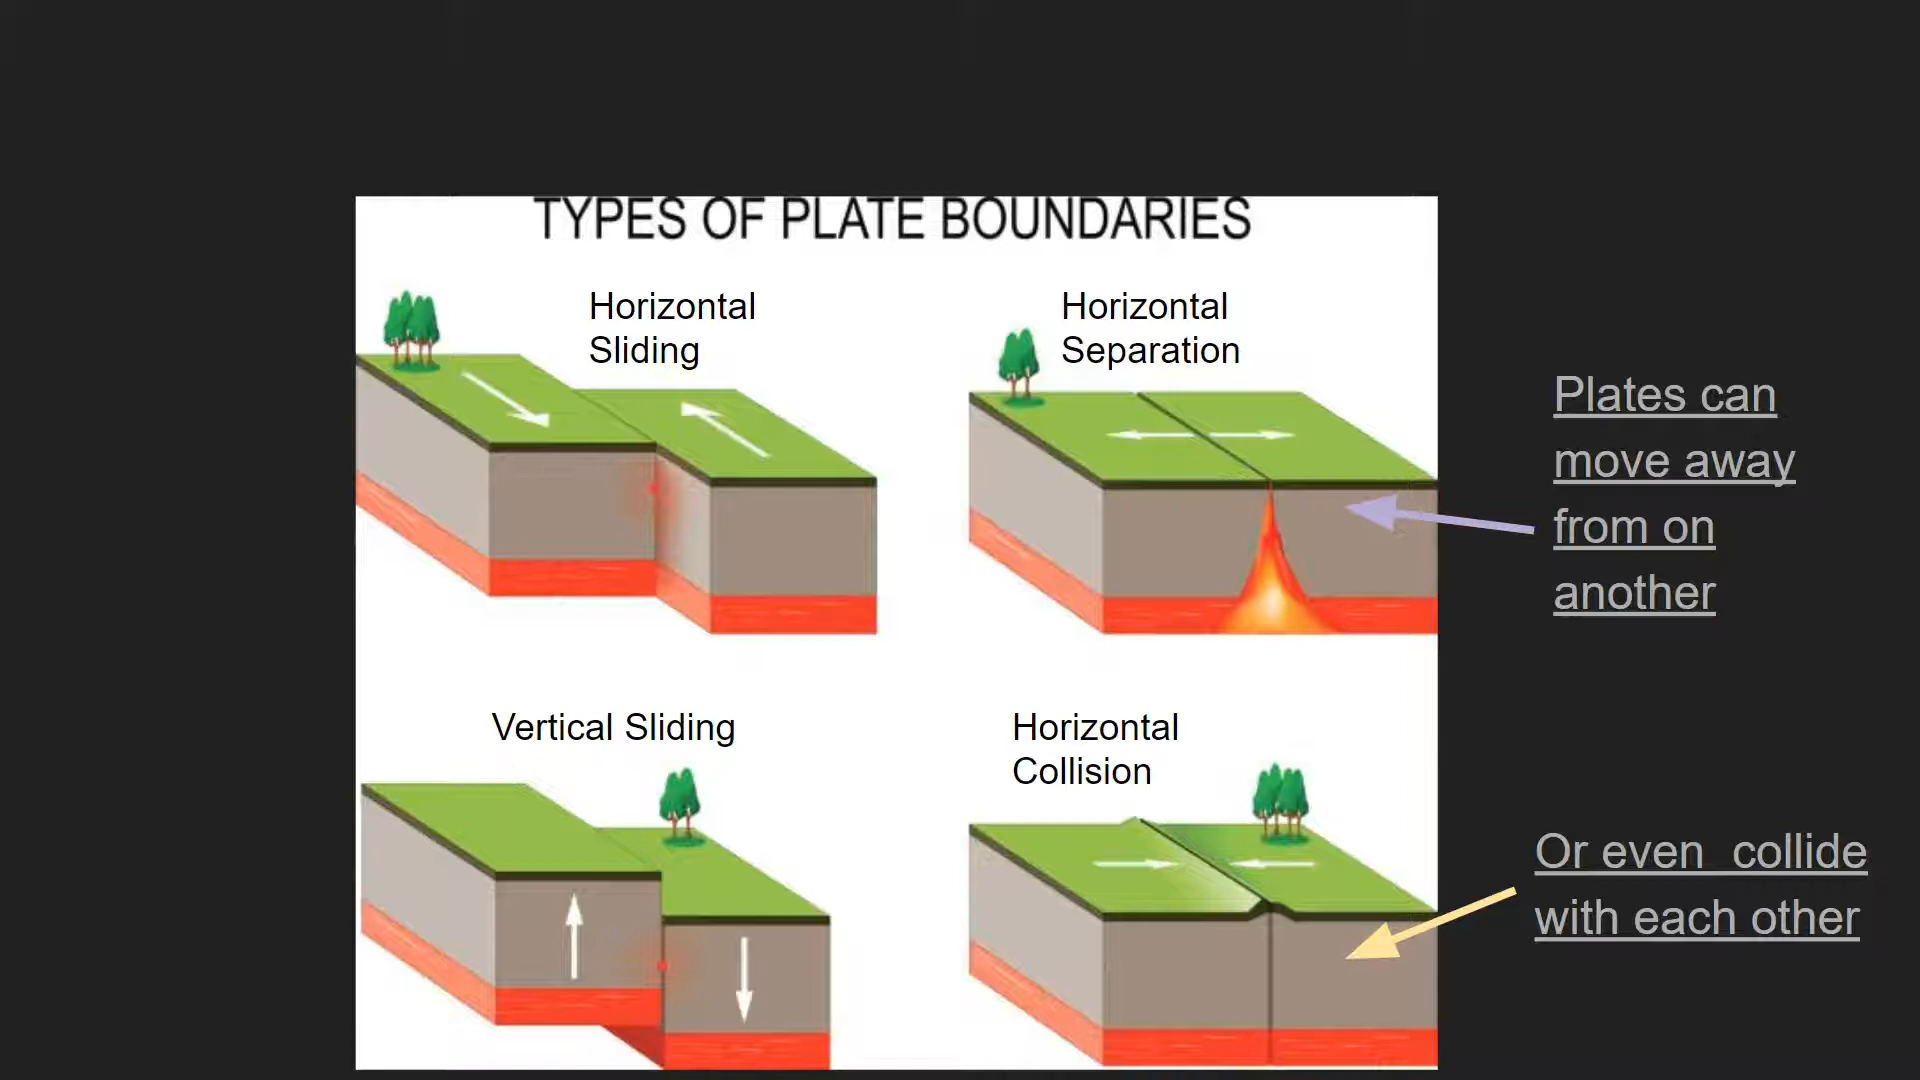 TYPES OF PLATE BOUNDARIES
Horizontal
Sliding
Horizontal
Separation
Plates can
move away
from on
another
Vertical Sliding
Horizontal
Collision
Or even  collide
with each other